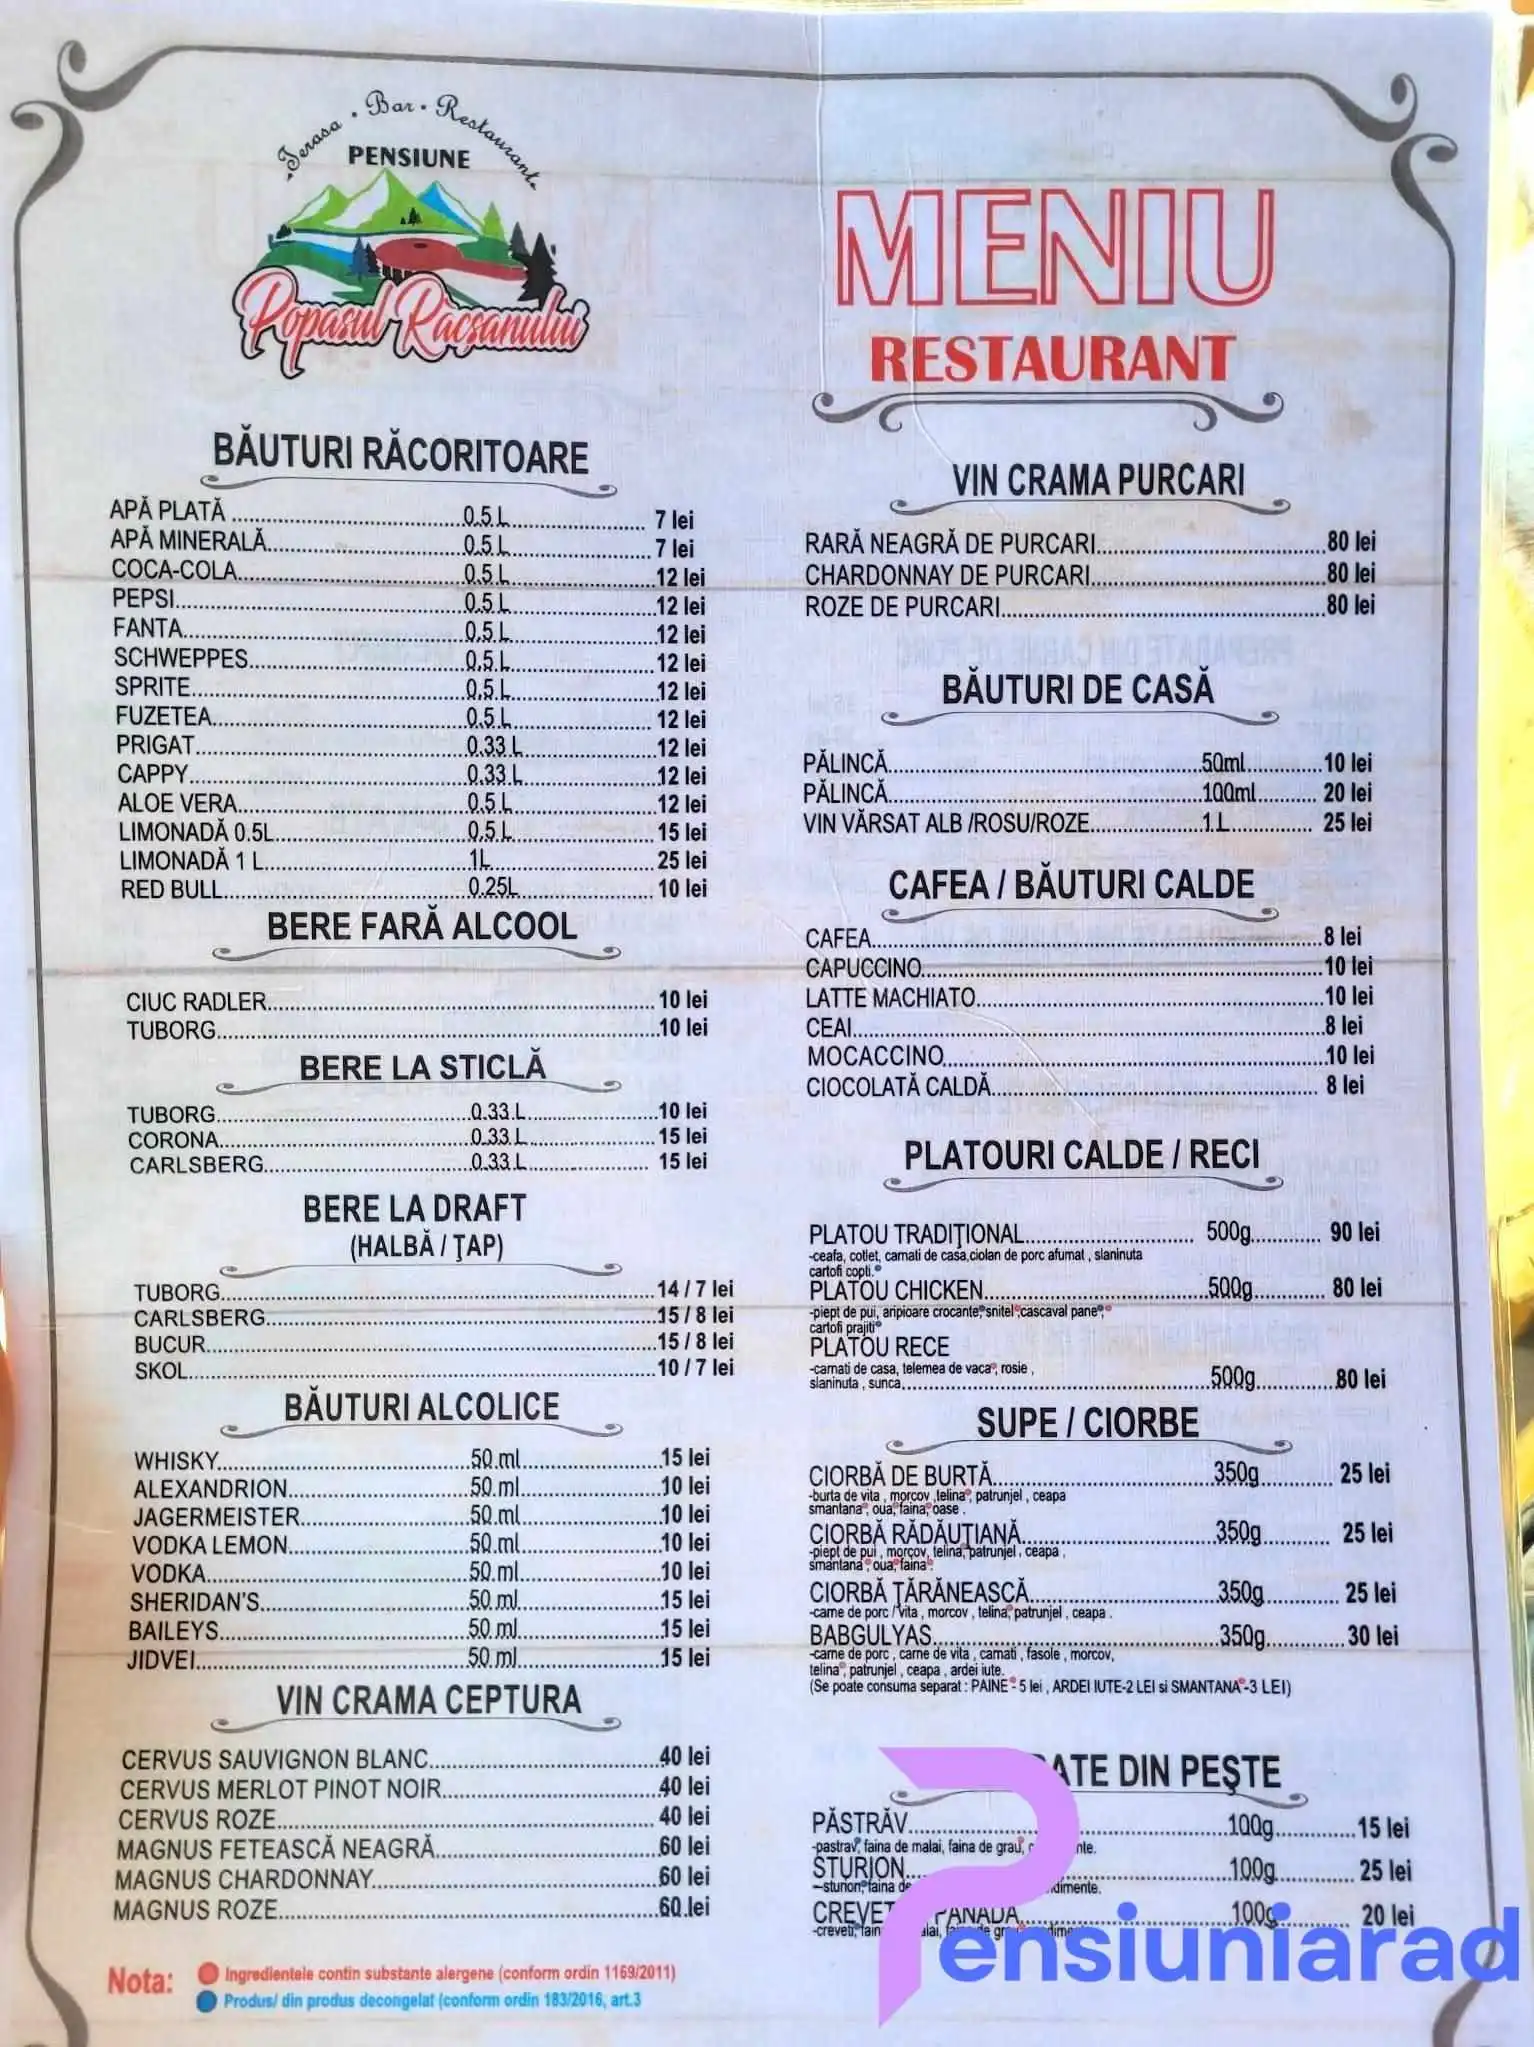 Terasa • Bar • Restaurant
PENSIUNE
Popasul Râcșanului
BĂUTURI RĂCORITOARE
APĂ PLATĂ 0.5 L 7 lei
APĂ MINERALĂ 0.5 L 7 lei
COCA-COLA 0.5 L 12 lei
PEPSI 0.5 L 12 lei
FANTA 0.5 L 12 lei
SCHWEPPES 0.5 L 12 lei
SPRITE 0.5 L 12 lei
FUZETEA 0.5 L 12 lei
PRIGAT 0.33 L 12 lei
CAPPY 0.33 L 12 lei
ALOE VERA 0.5 L 12 lei
LIMONADĂ 0.5L 0.5 L 15 lei
LIMONADĂ 1 L 1L 25 lei
RED BULL 0.25L 10 lei
BERE FARĂ ALCOOL
CIUC RADLER 10 lei
TUBORG 10 lei
BERE LA STICLĂ
TUBORG 0.33 L 10 lei
CORONA 0.33 L 15 lei
CARLSBERG 0.33 L 15 lei
BERE LA DRAFT
(HALBĂ / ŢAP)
TUBORG 14 / 7 lei
CARLSBERG 15 / 8 lei
BUCUR 15 / 8 lei
SKOL 10 / 7 lei
BĂUTURI ALCOLICE
WHISKY 50 ml 15 lei
ALEXANDRION 50 ml 10 lei
JAGERMEISTER 50 ml 10 lei
VODKA LEMON 50 ml 10 lei
VODKA 50 ml 10 lei
SHERIDAN'S 50 ml 15 lei
BAILEYS 50 ml 15 lei
JIDVEI 50 ml 15 lei
VIN CRAMA CEPTURA
CERVUS SAUVIGNON BLANC 40 lei
CERVUS MERLOT PINOT NOIR 40 lei
CERVUS ROZE 40 lei
MAGNUS FETEASCĂ NEAGRĂ 60 lei
MAGNUS CHARDONNAY 60 lei
MAGNUS ROZE 60 lei
Nota: Ingredientele contin substante alergene (conform ordin 1169/2011)
Produs/ din produs decongelat (conform ordin 183/2016, art.3
MENIU
RESTAURANT
VIN CRAMA PURCARI
RARĂ NEAGRĂ DE PURCARI 80 lei
CHARDONNAY DE PURCARI 80 lei
ROZE DE PURCARI 80 lei
BĂUTURI DE CASĂ
PĂLINCĂ 50ml 10 lei
PĂLINCĂ 100ml 20 lei
VIN VĂRSAT ALB /ROSU/ROZE 1 L 25 lei
CAFEA / BĂUTURI CALDE
CAFEA 8 lei
CAPUCCINO 10 lei
LATTE MACHIATO 10 lei
CEAI 8 lei
MOCACCINO 10 lei
CIOCOLATĂ CALDĂ 8 lei
PLATOURI CALDE / RECI
PLATOU TRADIŢIONAL 500g 90 lei
-ceafa, cotlet, carnati de casa,ciolan de porc afumat , slaninuta
cartofi copti.
PLATOU CHICKEN 500g 80 lei
-piept de pui, aripioare crocante, snitel, cascaval pane,
cartofi prajiti
PLATOU RECE
-carnati de casa, telemea de vaca, rosie ,
slaninuta , sunca 500g 80 lei
SUPE / CIORBE
CIORBĂ DE BURTĂ 350g 25 lei
-burta de vita , morcov ,telina, patrunjel , ceapa
smantana, oua, faina, oase .
CIORBĂ RĂDĂUŢIANĂ 350g 25 lei
-piept de pui , morcov, telina, patrunjel , ceapa ,
smantana, oua, faina.
CIORBĂ ŢĂRĂNEASCĂ 350g 25 lei
-carne de porc / vita , morcov , telina, patrunjel , ceapa .
BABGULYAS 350g 30 lei
-carne de porc , carne de vita , carnati , fasole , morcov,
telina, patrunjel , ceapa , ardei iute.
(Se poate consuma separat : PAINE - 5 lei , ARDEI IUTE-2 LEI si SMANTANA -3 LEI)
DIN PEŞTE
PĂSTRĂV 100g 15 lei
-pastrav, faina de malai, faina de grau,
STURION 100g 25 lei
-sturion, faina
PANADA 100g 20 lei
-creveti,
Pensiuniarad